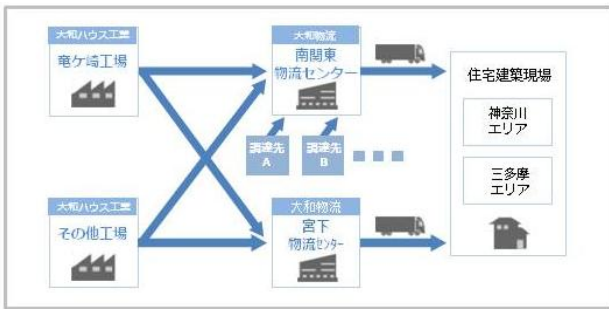 大和ハウス工業
竜ケ崎工場
大和ハウス工業
その他工場
大和物流
南関東
物流センター
調達先
A
調達先
B
大和物流
宮下
物流ｾﾝﾀｰ
住宅建築現場
神奈川
エリア
三多摩
エリア